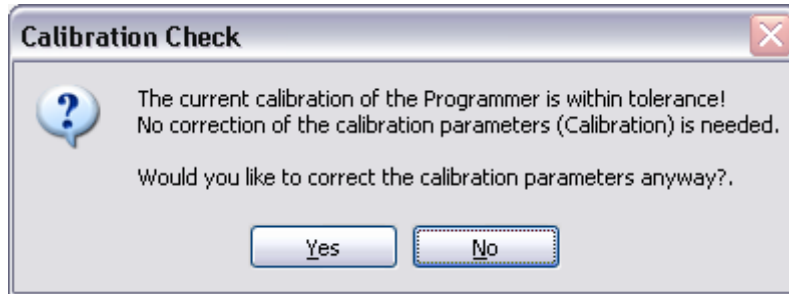 Calibration Check
The current calibration of the Programmer is within tolerance!
No correction of the calibration parameters (Calibration) is needed.
Would you like to correct the calibration parameters anyway?.
Yes No